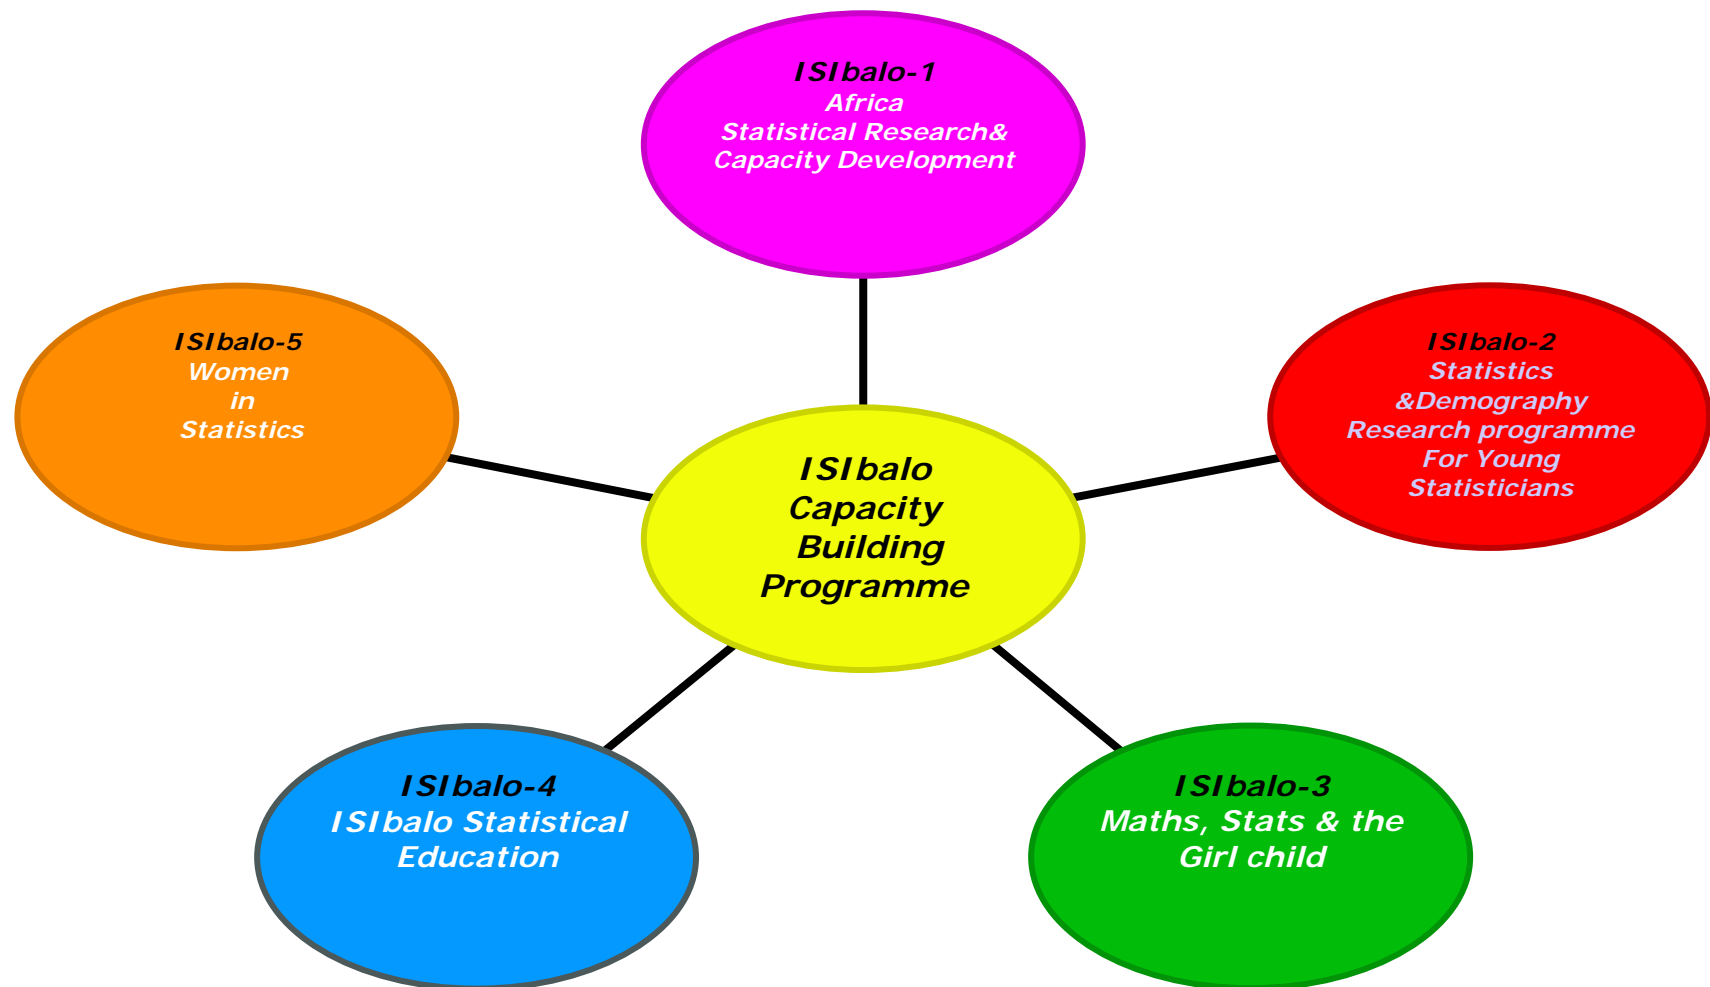 ISIbalo-1
Africa
Statistical Research&
Capacity Development
ISIbalo-5
Women
in
Statistics
ISIbalo-2
Statistics
&Demography
Research programme
For Young
Statisticians
ISIbalo
Capacity
Building
Programme
ISIbalo-4
ISIbalo Statistical
Education
ISIbalo-3
Maths, Stats & the
Girl child